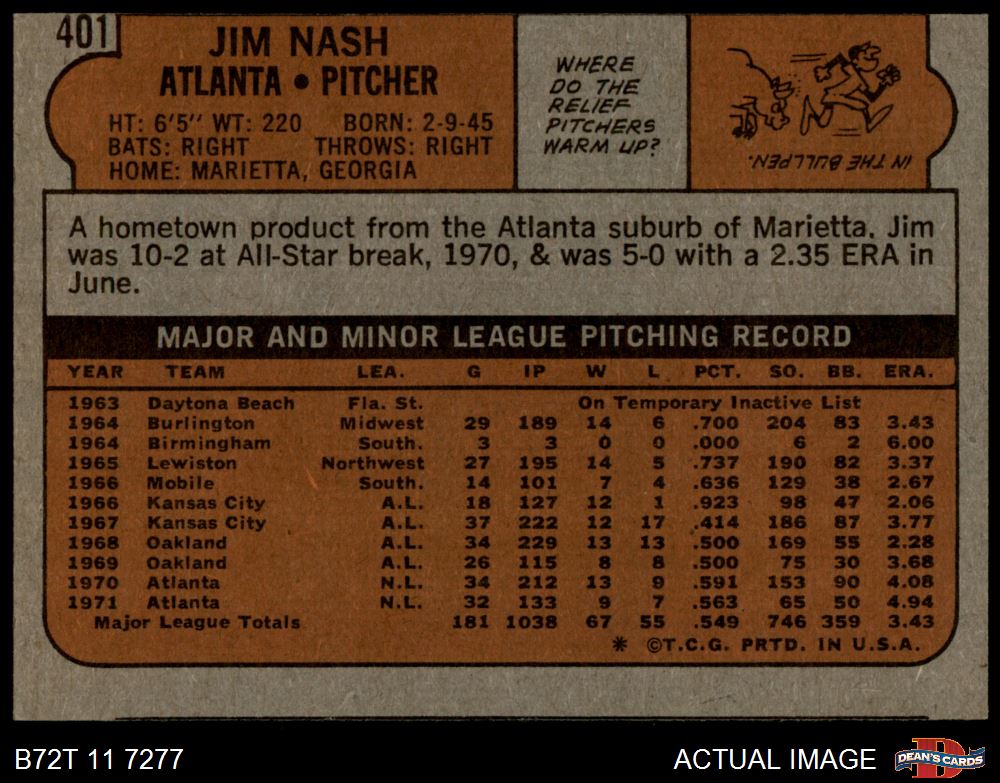 401
JIM NASH
ATLANTA • PITCHER
HT: 6'5" WT: 220 BORN: 2-9-45
BATS: RIGHT THROWS: RIGHT
HOME: MARIETTA, GEORGIA
WHERE
DO THE
RELIEF
PITCHERS
WARM UP?
IN THE BULLPEN.
A hometown product from the Atlanta suburb of Marietta. Jim
was 10-2 at All-Star break, 1970, & was 5-0 with a 2.35 ERA in
June.
MAJOR AND MINOR LEAGUE PITCHING RECORD
YEAR TEAM LEA. G IP W L PCT. SO. BB. ERA.
1963 Daytona Beach Fla. St. On Temporary Inactive List
1964 Burlington Midwest 29 189 14 6 .700 204 83 3.43
1964 Birmingham South. 3 3 0 0 .000 6 2 6.00
1965 Lewiston Northwest 27 195 14 5 .737 190 82 3.37
1966 Mobile South. 14 101 7 4 .636 129 38 2.67
1966 Kansas City A.L. 18 127 12 1 .923 98 47 2.06
1967 Kansas City A.L. 37 222 12 17 .414 186 87 3.77
1968 Oakland A.L. 34 229 13 13 .500 169 55 2.28
1969 Oakland A.L. 26 115 8 8 .500 75 30 3.68
1970 Atlanta N.L. 34 212 13 9 .591 153 90 4.08
1971 Atlanta N.L. 32 133 9 7 .563 65 50 4.94
Major League Totals 181 1038 67 55 .549 746 359 3.43
* ©T.C.G. PRTD. IN U.S.A.
B72T 11 7277
ACTUAL IMAGE
DEAN'S CARDS